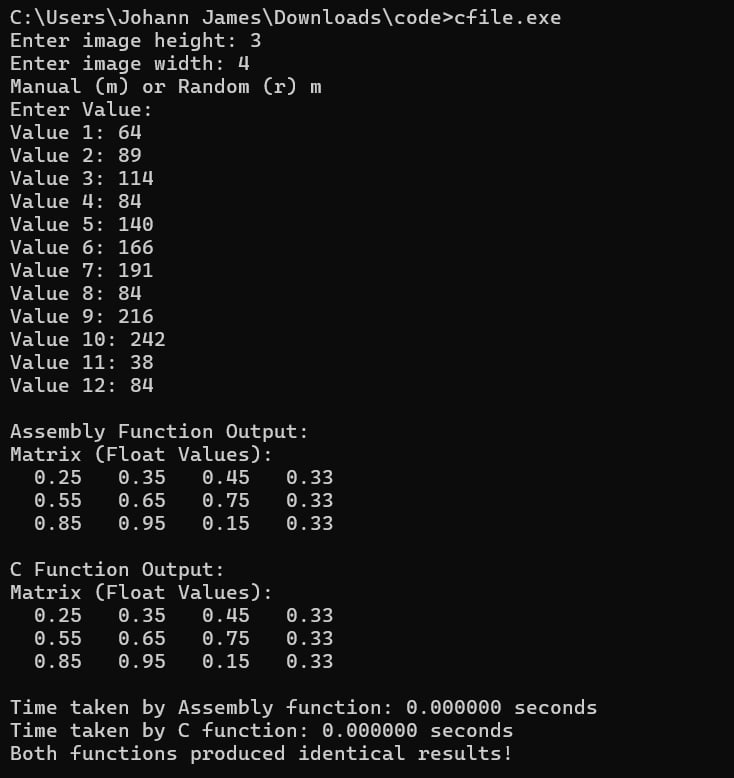 C:\Users\Johann James\Downloads\code>cfile.exe
Enter image height: 3
Enter image width: 4
Manual (m) or Random (r) m
Enter Value:
Value 1: 64
Value 2: 89
Value 3: 114
Value 4: 84
Value 5: 140
Value 6: 166
Value 7: 191
Value 8: 84
Value 9: 216
Value 10: 242
Value 11: 38
Value 12: 84

Assembly Function Output:
Matrix (Float Values):
  0.25   0.35   0.45   0.33
  0.55   0.65   0.75   0.33
  0.85   0.95   0.15   0.33

C Function Output:
Matrix (Float Values):
  0.25   0.35   0.45   0.33
  0.55   0.65   0.75   0.33
  0.85   0.95   0.15   0.33

Time taken by Assembly function: 0.000000 seconds
Time taken by C function: 0.000000 seconds
Both functions produced identical results!